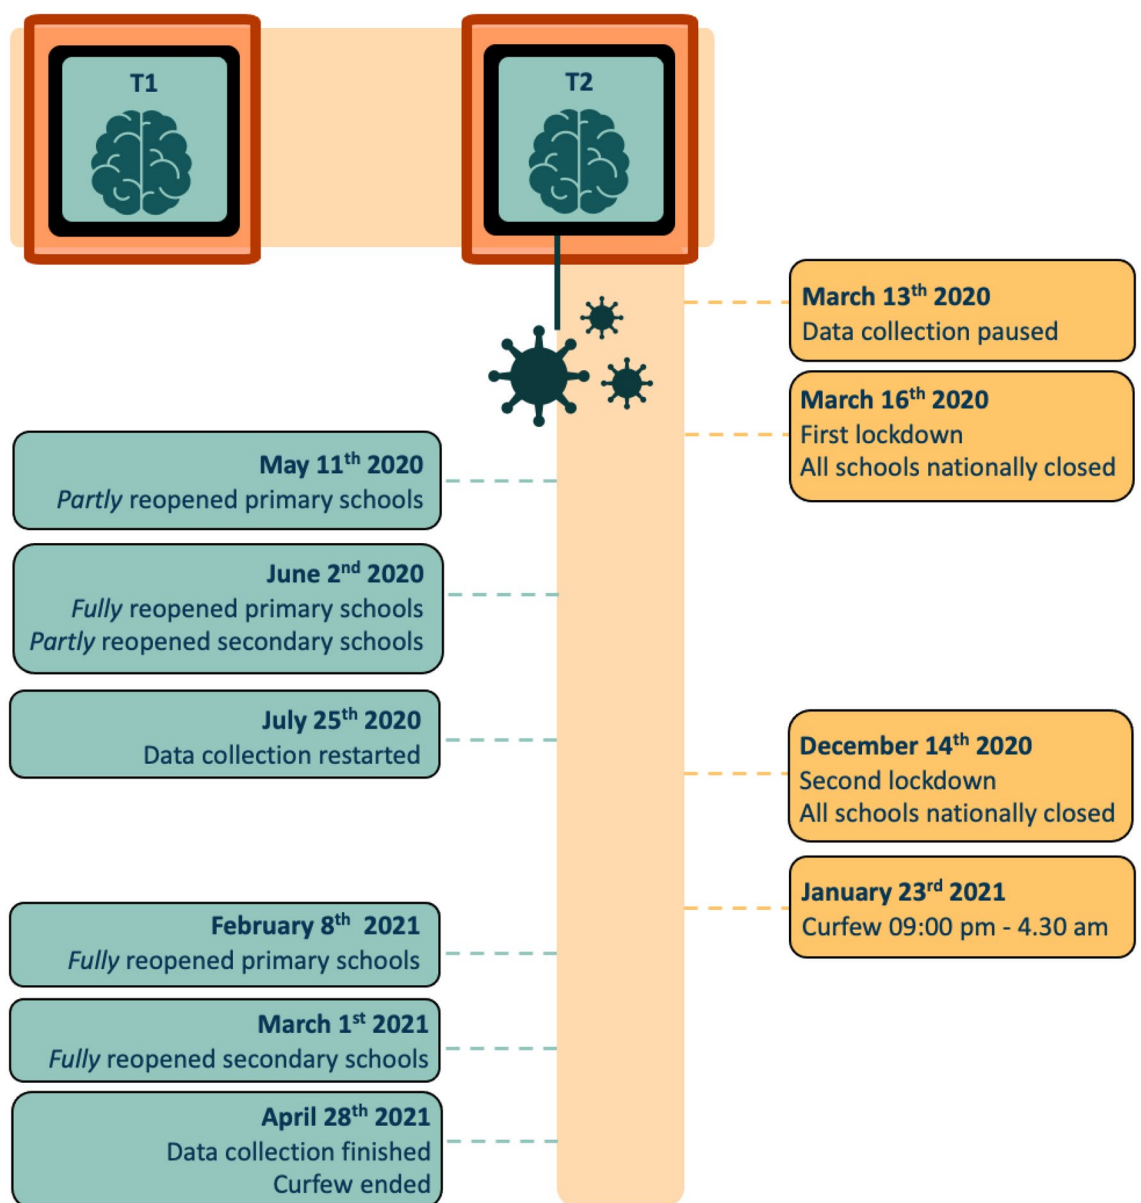 T1
T2
March 13th 2020
Data collection paused
March 16th 2020
First lockdown
All schools nationally closed
May 11th 2020
Partly reopened primary schools
June 2nd 2020
Fully reopened primary schools
Partly reopened secondary schools
July 25th 2020
Data collection restarted
December 14th 2020
Second lockdown
All schools nationally closed
January 23rd 2021
Curfew 09:00 pm - 4.30 am
February 8th 2021
Fully reopened primary schools
March 1st 2021
Fully reopened secondary schools
April 28th 2021
Data collection finished
Curfew ended